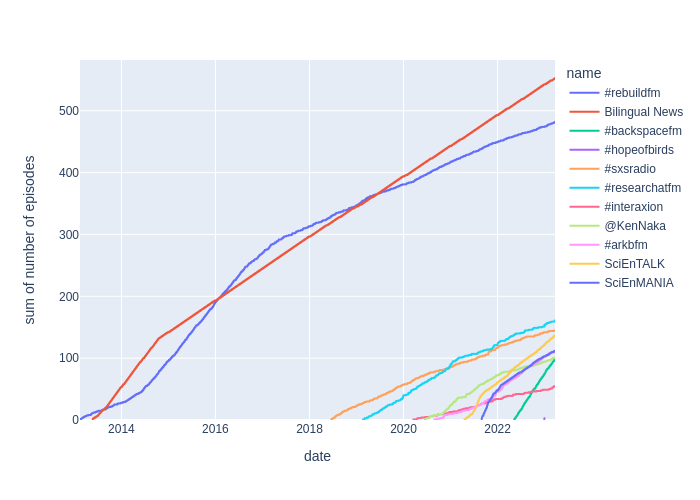 name
#rebuildfm
Bilingual News
#backspacefm
#hopeofbirds
#sxsradio
#researchatfm
#interaxion
@KenNaka
#arkbfm
SciEnTALK
SciEnMANIA
sum of number of episodes
500
400
300
200
100
0
2014
2016
2018
2020
2022
date